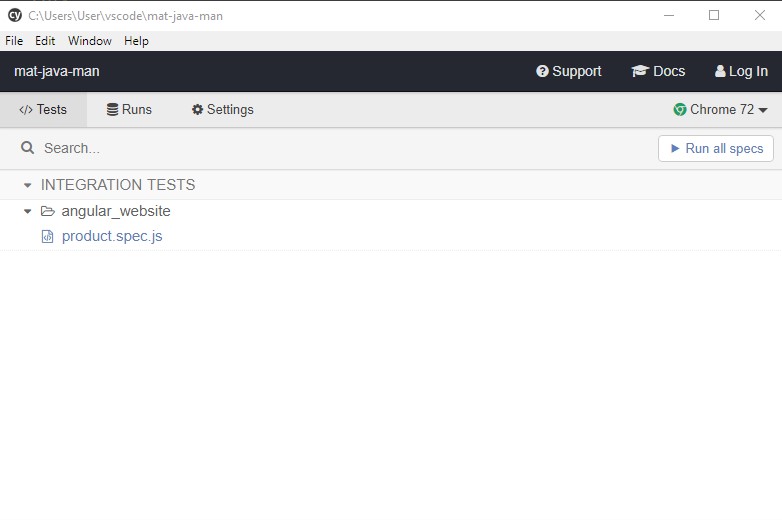 cy C:\Users\User\vscode\mat-java-man
File Edit Window Help
mat-java-man Support Docs Log In
</> Tests Runs Settings Chrome 72
Search... Run all specs
INTEGRATION TESTS
angular_website
product.spec.js